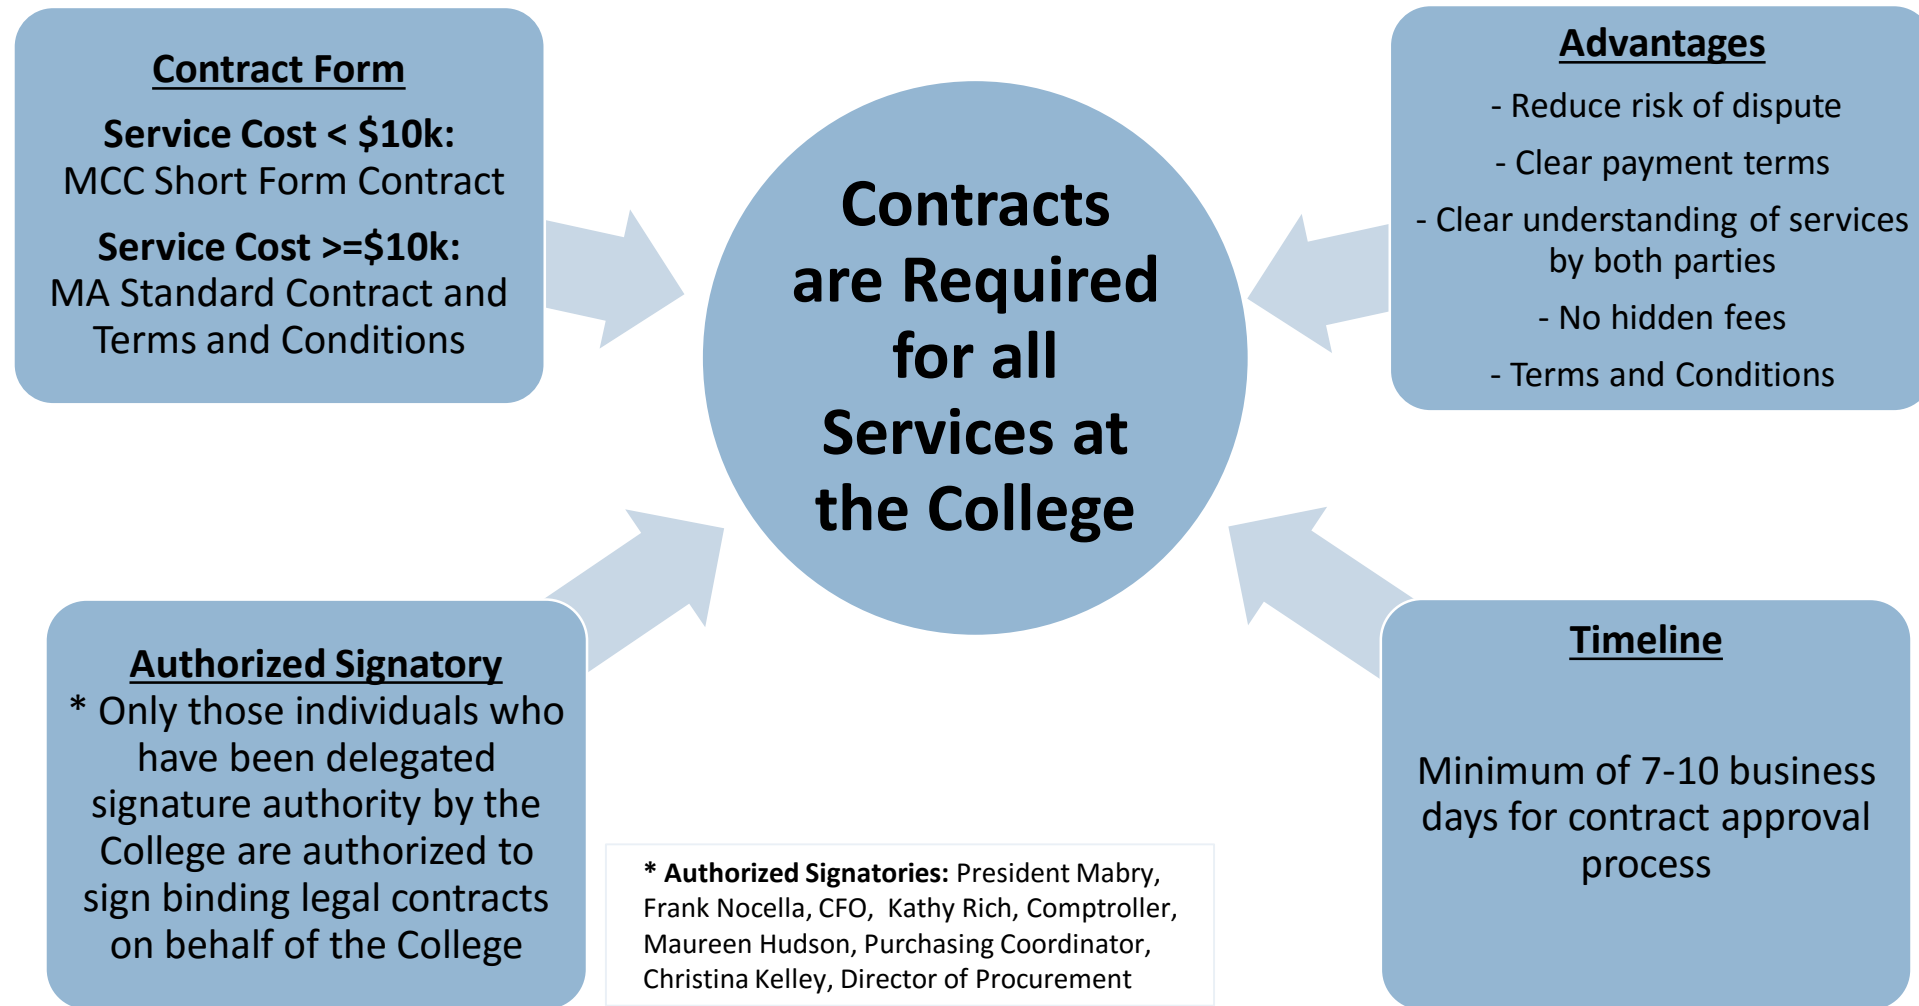 Contract Form
Service Cost < $10k:
MCC Short Form Contract
Service Cost >=$10k:
MA Standard Contract and
Terms and Conditions
Contracts
are Required
for all
Services at
the College
Advantages
- Reduce risk of dispute
- Clear payment terms
- Clear understanding of services
by both parties
- No hidden fees
- Terms and Conditions
Authorized Signatory
* Only those individuals who
have been delegated
signature authority by the
College are authorized to
sign binding legal contracts
on behalf of the College
* Authorized Signatories: President Mabry,
Frank Nocella, CFO, Kathy Rich, Comptroller,
Maureen Hudson, Purchasing Coordinator,
Christina Kelley, Director of Procurement
Timeline
Minimum of 7-10 business
days for contract approval
process